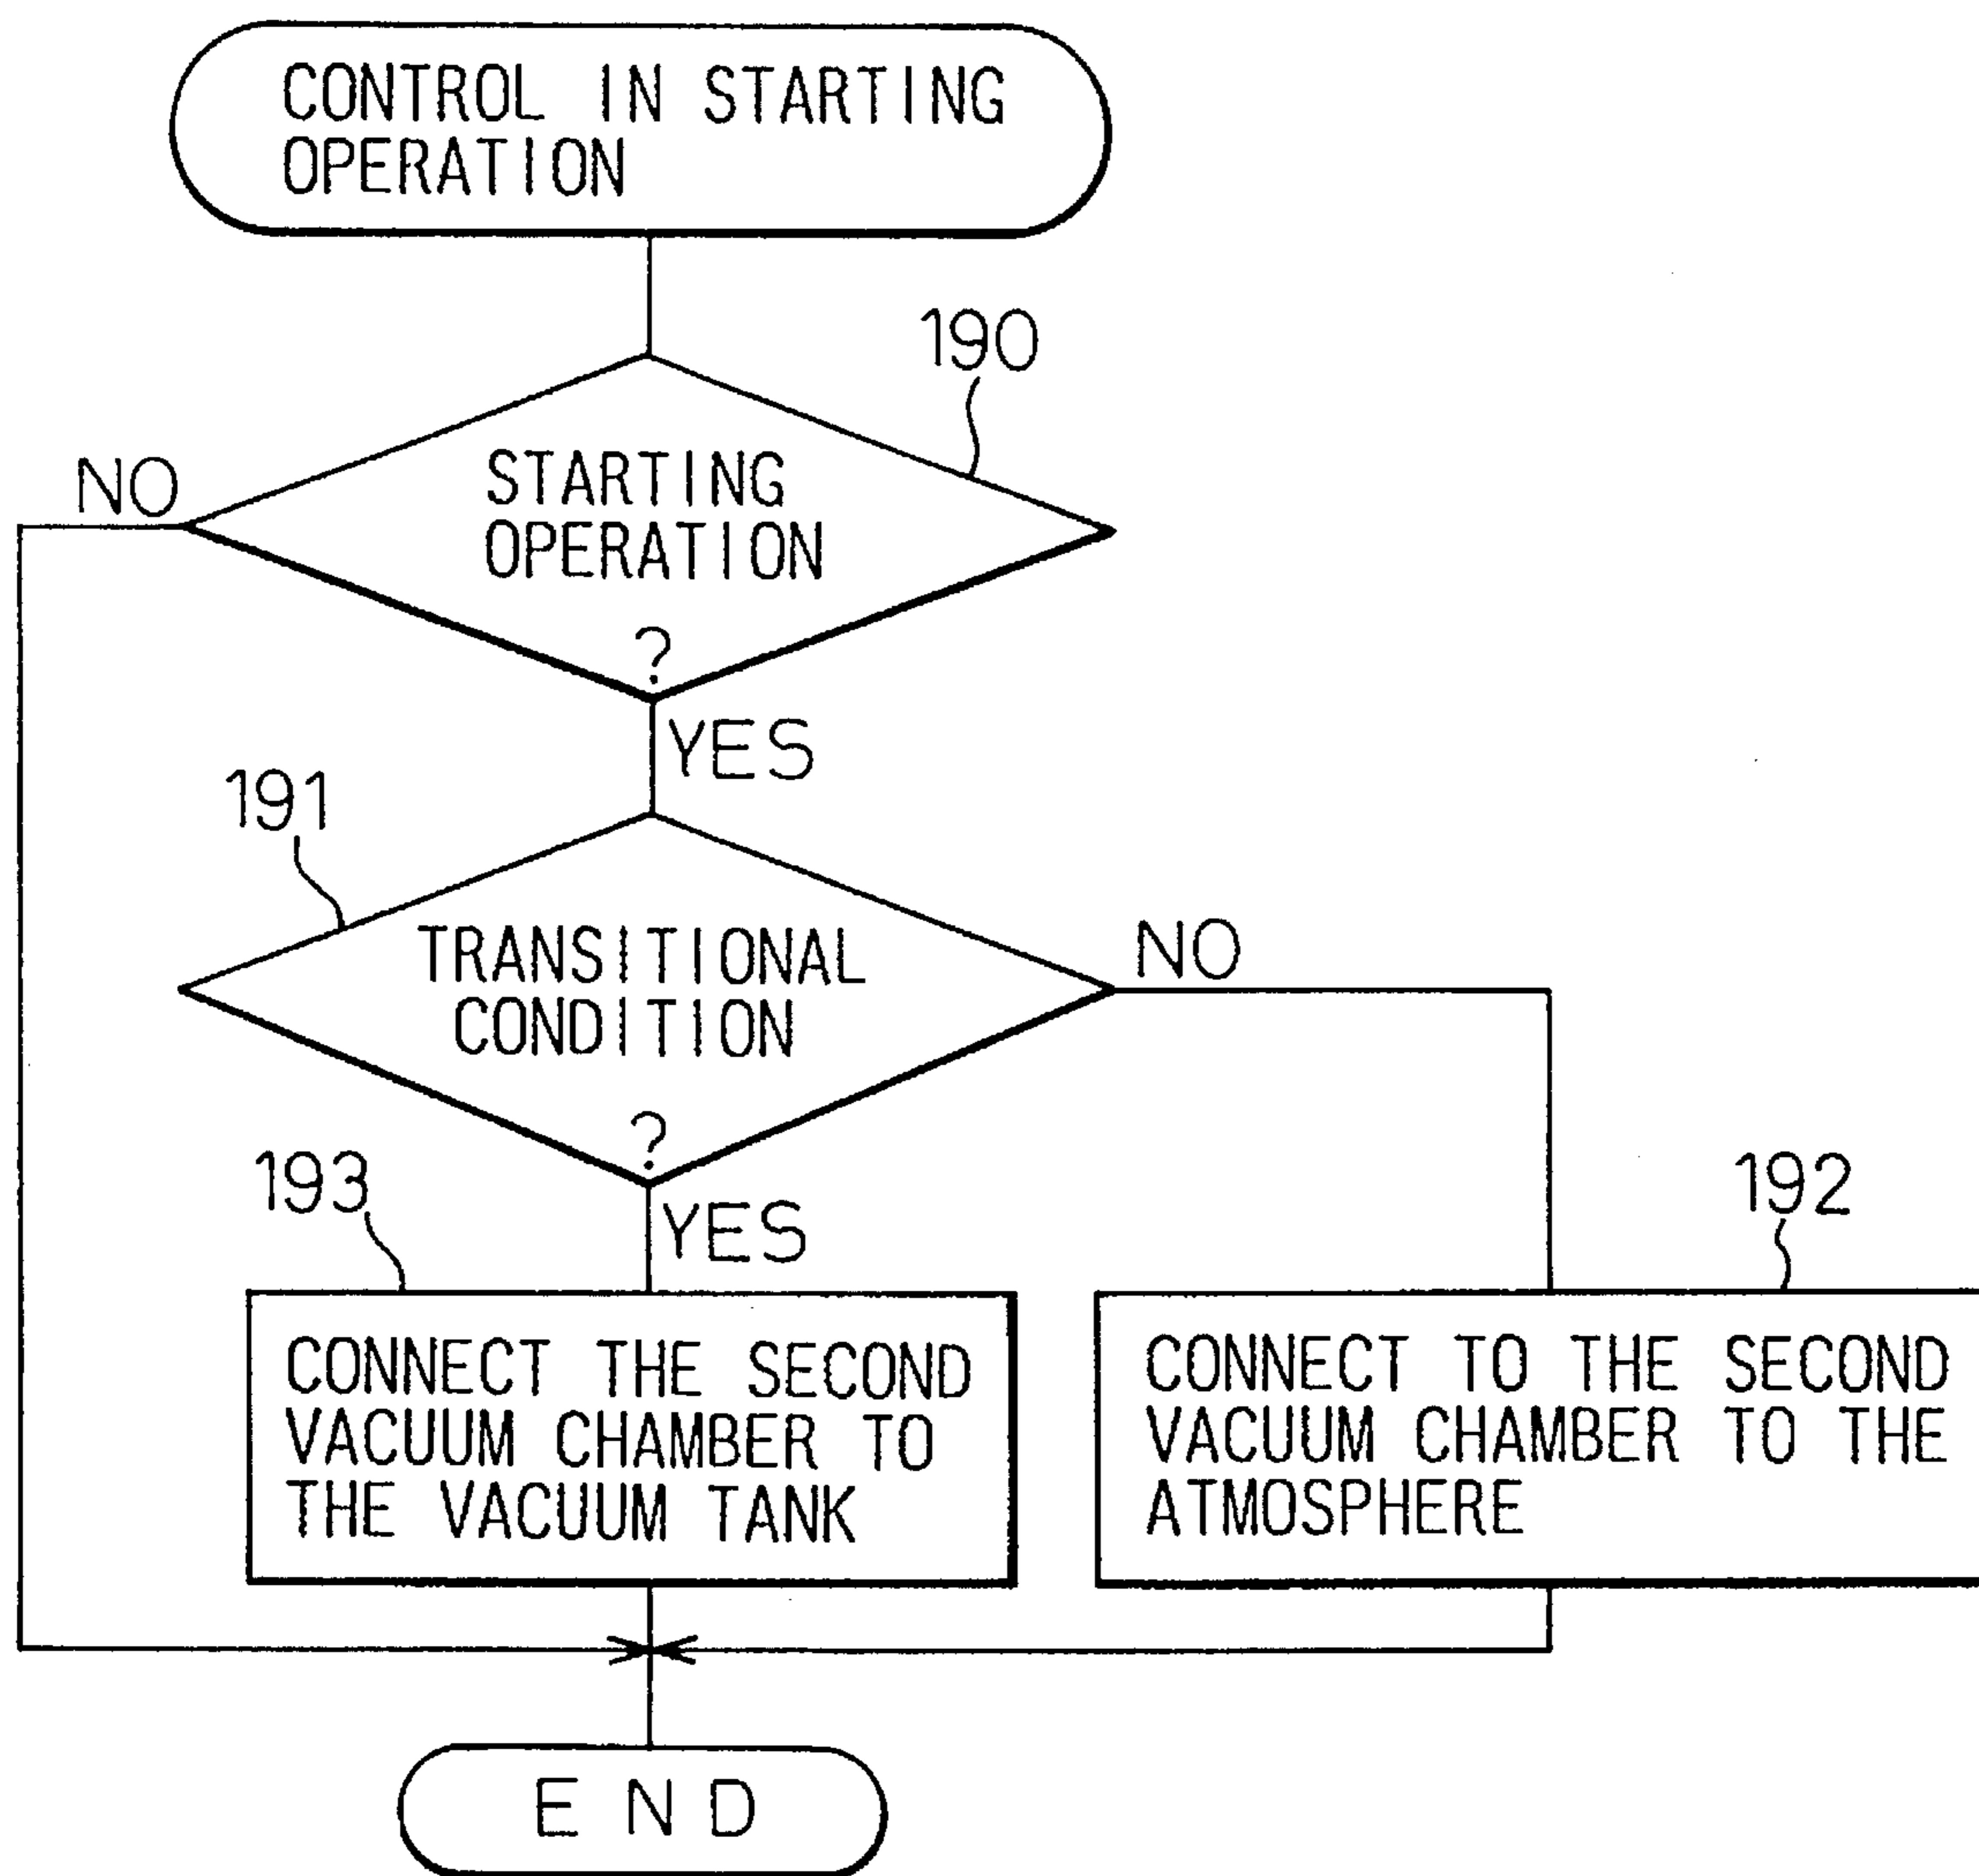 CONTROL IN STARTING
OPERATION
190
NO
STARTING
OPERATION
?
YES
191
TRANSITIONAL
CONDITION
?
NO
193
YES
192
CONNECT THE SECOND
VACUUM CHAMBER TO
THE VACUUM TANK
CONNECT TO THE SECOND
VACUUM CHAMBER TO THE
ATMOSPHERE
END